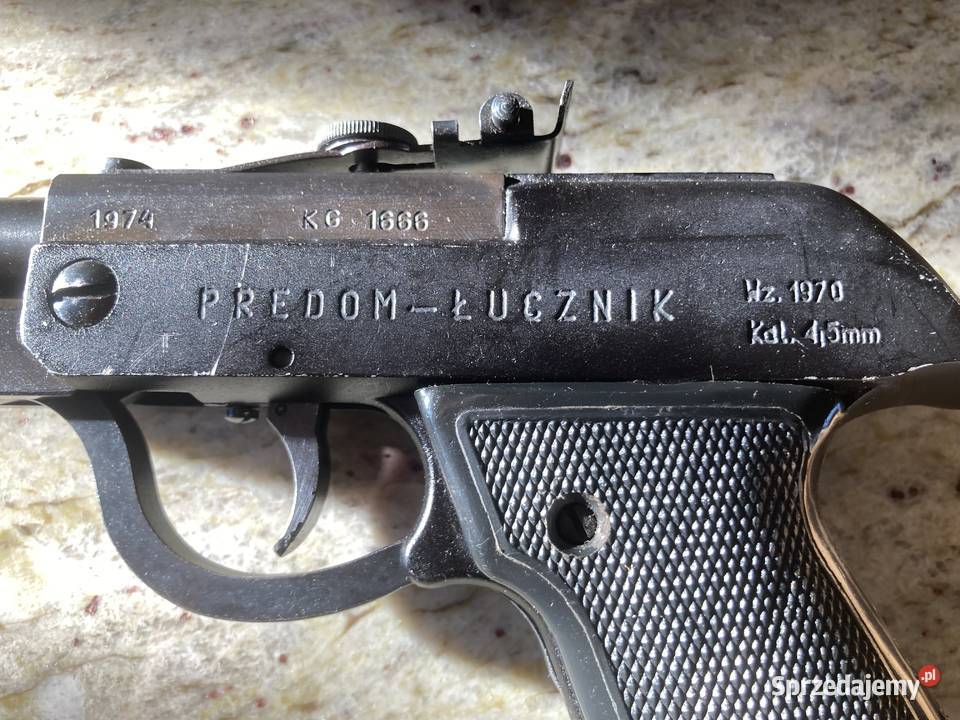 1974 KG 1666
PREDOM-ŁUCZNIK
Wz. 1970
Kal. 4,5mm
Sprzedajemy.pl